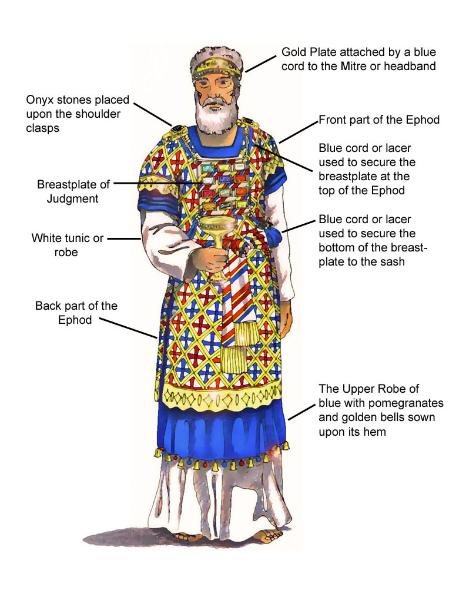 Gold Plate attached by a blue
cord to the Mitre or headband
Onyx stones placed
upon the shoulder
clasps
Front part of the Ephod
Blue cord or lacer
used to secure the
breastplate at the
top of the Ephod
Breastplate of
Judgment
Blue cord or lacer
used to secure the
bottom of the breast-
plate to the sash
White tunic or
robe
Back part of the
Ephod
The Upper Robe of
blue with pomegranates
and golden bells sown
upon its hem